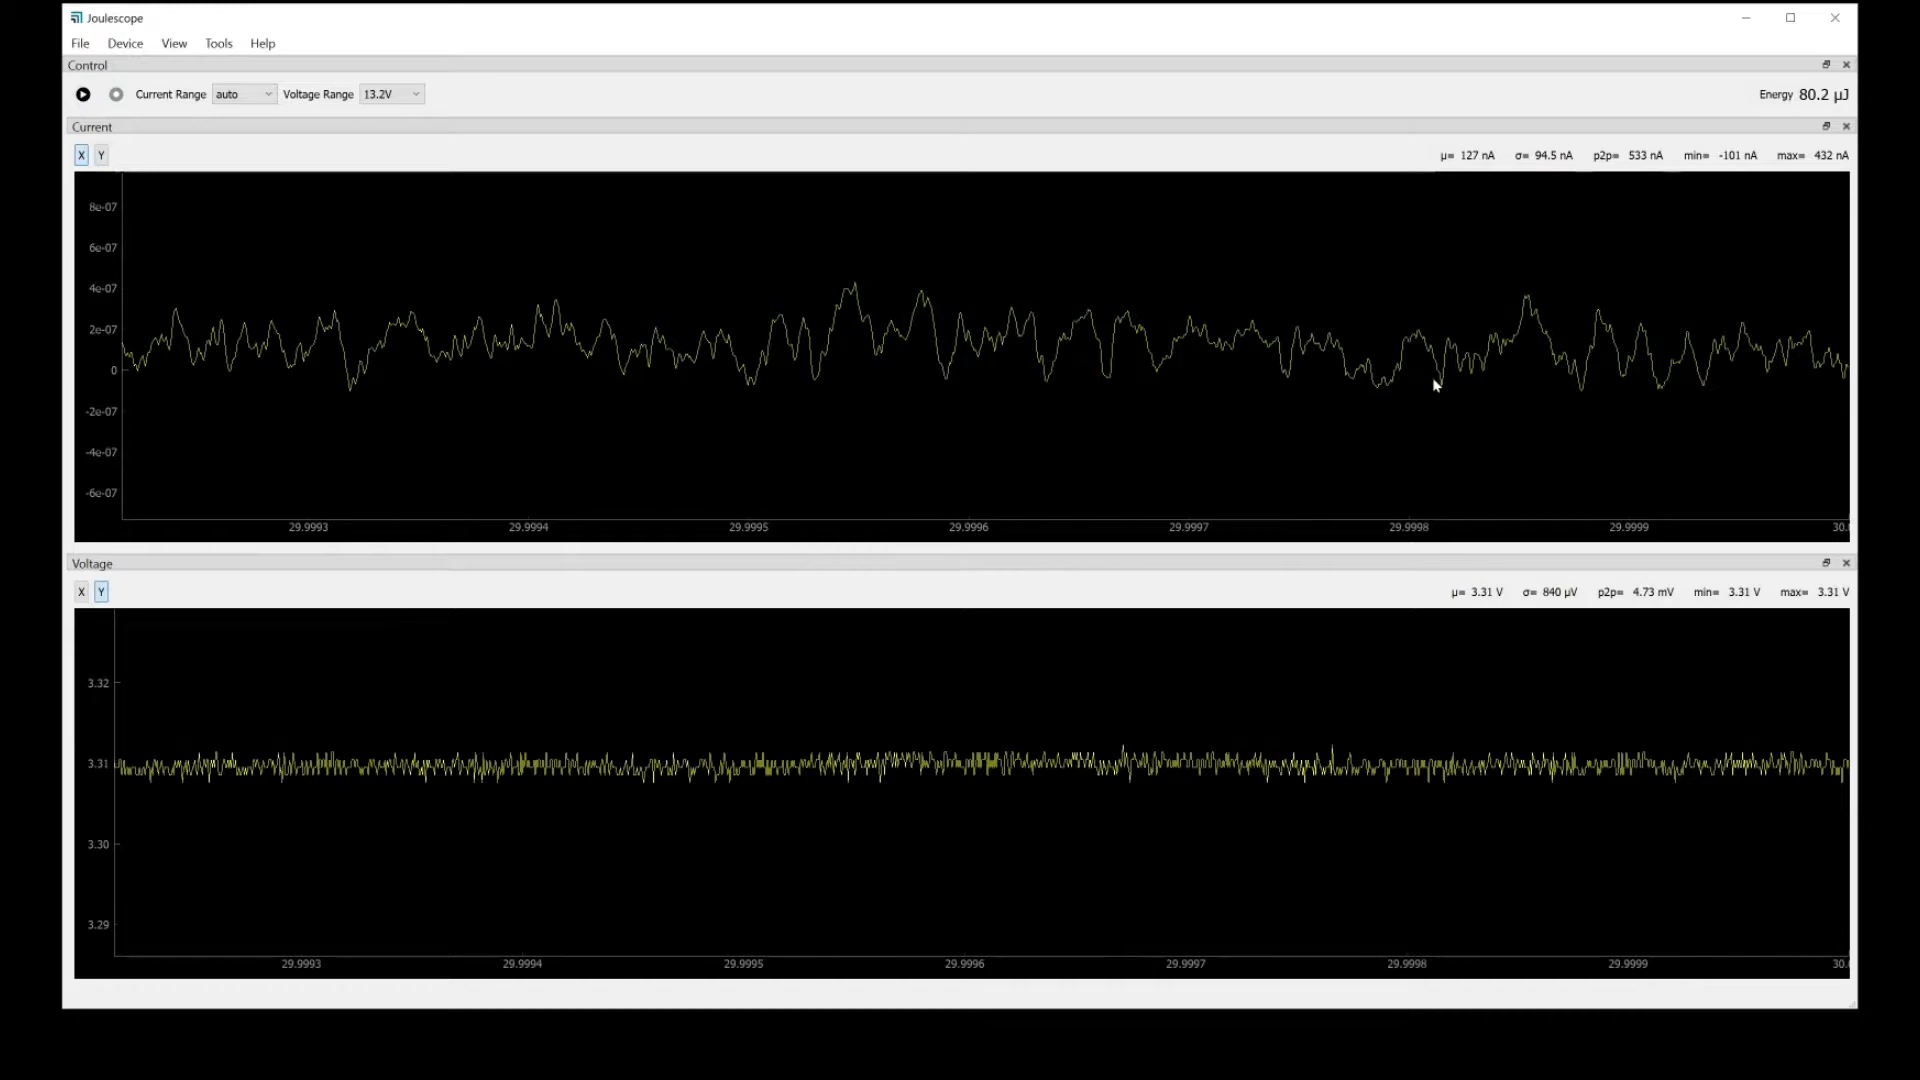 Joulescope
File Device View Tools Help
Control
Current Range auto Voltage Range 13.2V Energy 80.2 µJ
Current
X Y µ= 127 nA σ= 94.5 nA p2p= 533 nA min= -101 nA max= 432 nA
8e-07
6e-07
4e-07
2e-07
0
-2e-07
-4e-07
-6e-07
29.9993 29.9994 29.9995 29.9996 29.9997 29.9998 29.9999 30.
Voltage
X Y µ= 3.31 V σ= 840 µV p2p= 4.73 mV min= 3.31 V max= 3.31 V
3.32
3.31
3.30
3.29
29.9993 29.9994 29.9995 29.9996 29.9997 29.9998 29.9999 30.